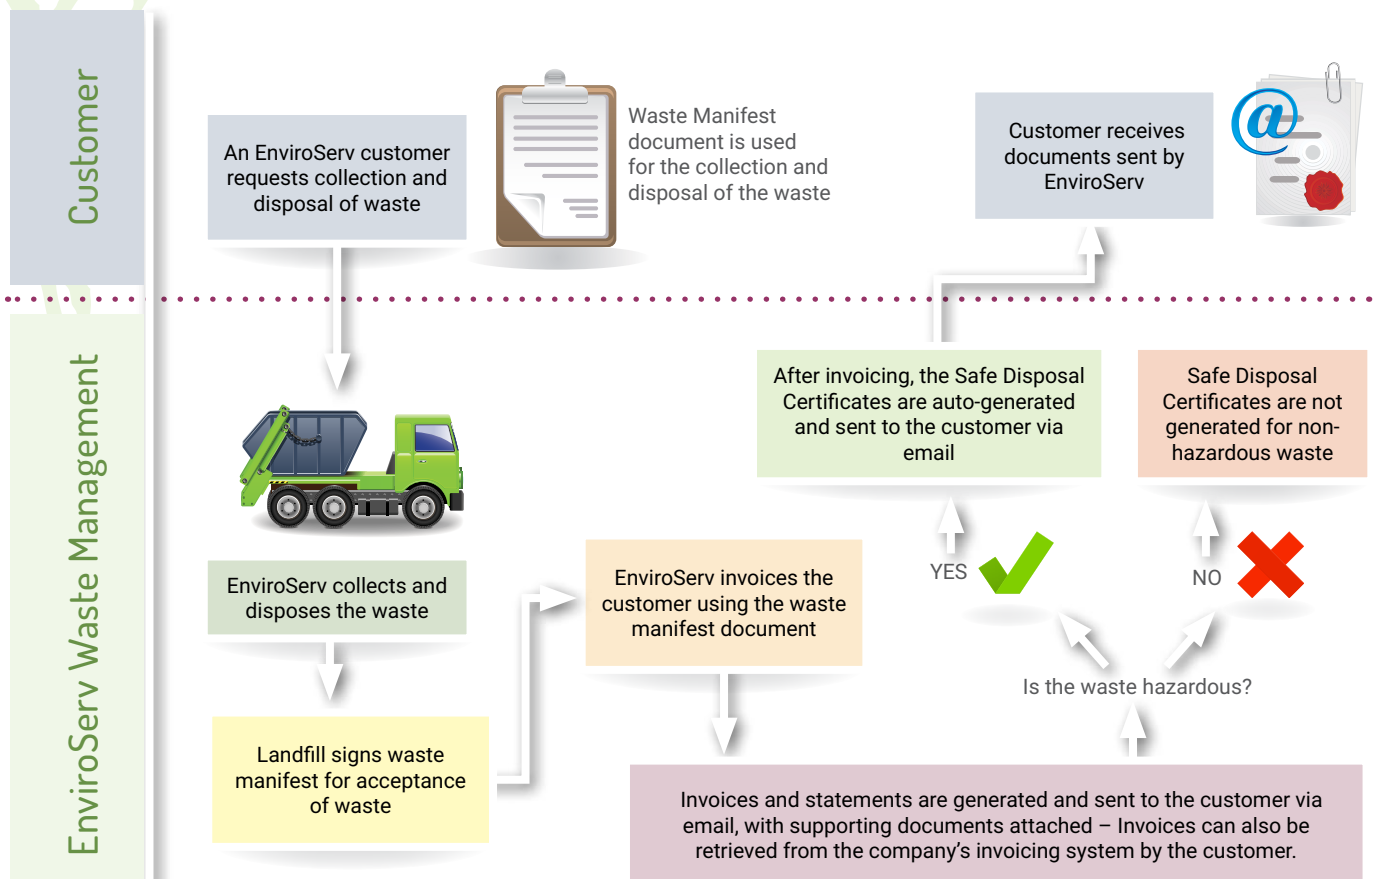 Customer
An EnviroServ customer
requests collection and
disposal of waste
Waste Manifest
document is used
for the collection and
disposal of the waste
Customer receives
documents sent by
EnviroServ
@
EnviroServ Waste Management
EnviroServ collects and
disposes the waste
Landfill signs waste
manifest for acceptance
of waste
EnviroServ invoices the
customer using the waste
manifest document
Invoices and statements are generated and sent to the customer via
email, with supporting documents attached – Invoices can also be
retrieved from the company's invoicing system by the customer.
Is the waste hazardous?
YES
NO
After invoicing, the Safe Disposal
Certificates are auto-generated
and sent to the customer via
email
Safe Disposal
Certificates are not
generated for non-
hazardous waste